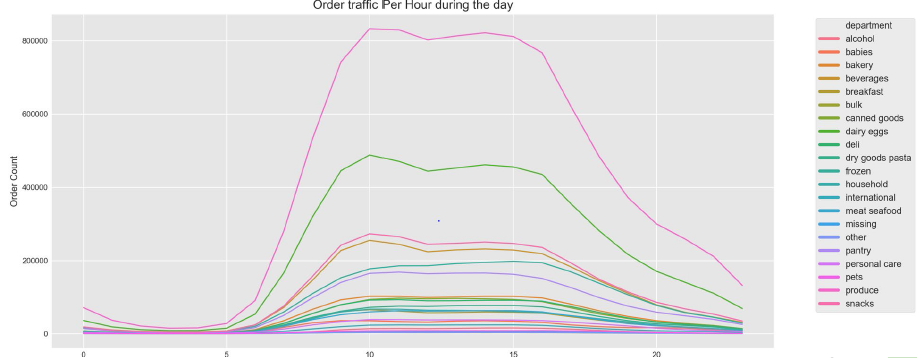 Order traffic Per Hour during the day
800000
600000
400000
200000
0
Order Count
0
5
10
15
20
department
alcohol
babies
bakery
beverages
breakfast
bulk
canned goods
dairy eggs
deli
dry goods pasta
frozen
household
international
meat seafood
missing
other
pantry
personal care
pets
produce
snacks